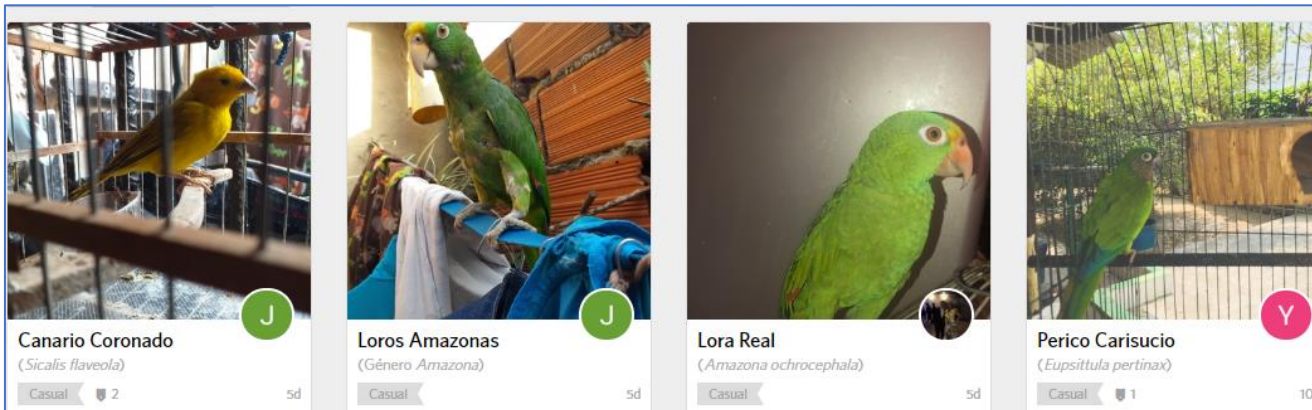 J
Canario Coronado
(Sicalis flaveola)
Casual 2 5d
J
Loros Amazonas
(Género Amazona)
Casual 5d
Lora Real
(Amazona ochrocephala)
Casual 5d
Y
Perico Carisucio
(Eupsittula pertinax)
Casual 1 10